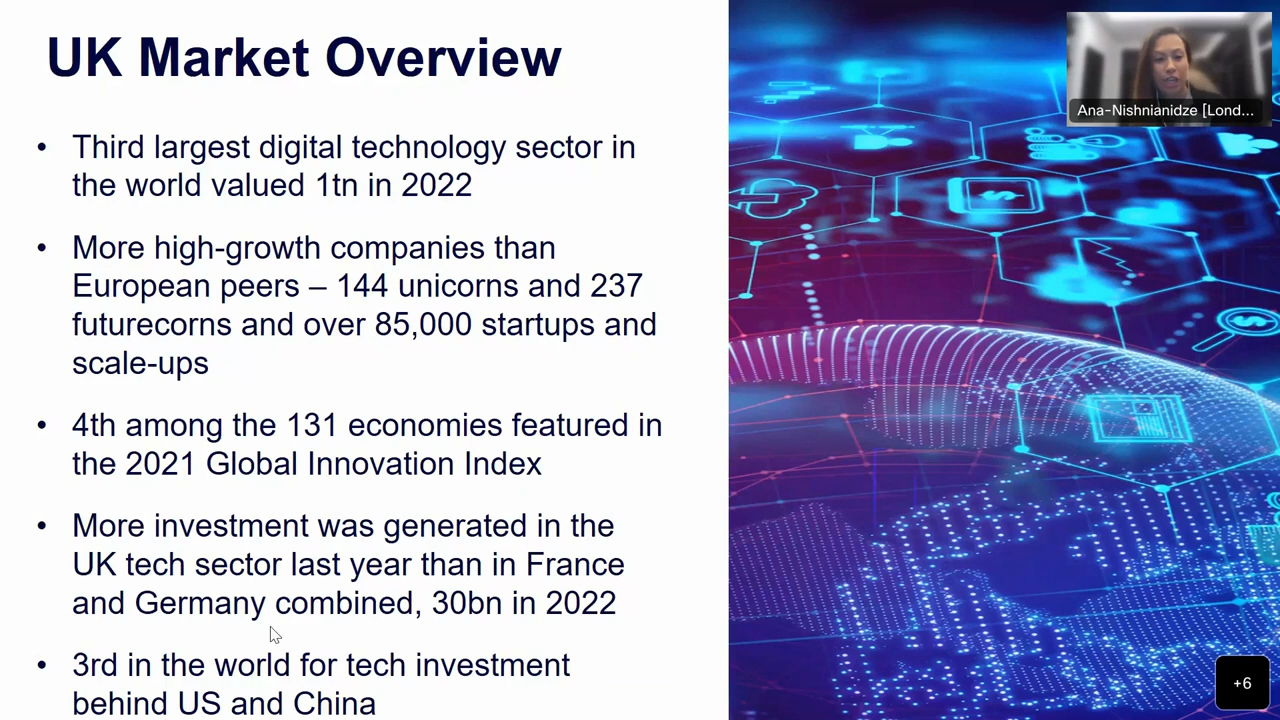 UK Market Overview
• Third largest digital technology sector in
the world valued 1tn in 2022
• More high-growth companies than
European peers – 144 unicorns and 237
futurecorns and over 85,000 startups and
scale-ups
• 4th among the 131 economies featured in
the 2021 Global Innovation Index
• More investment was generated in the
UK tech sector last year than in France
and Germany combined, 30bn in 2022
• 3rd in the world for tech investment
behind US and China
Ana-Nishnianidze [Lond...
+6